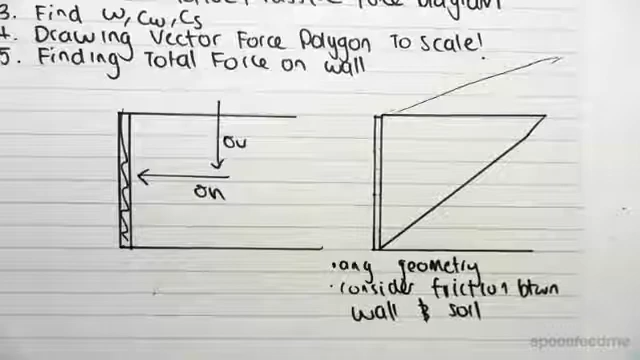 3. Find W, Cw, Cs
4. Drawing Vector Force Polygon To Scale!
5. Finding Total Force on wall
σv
σh
• any geometry
• consider friction btwn
wall & soil
spoonfeedme